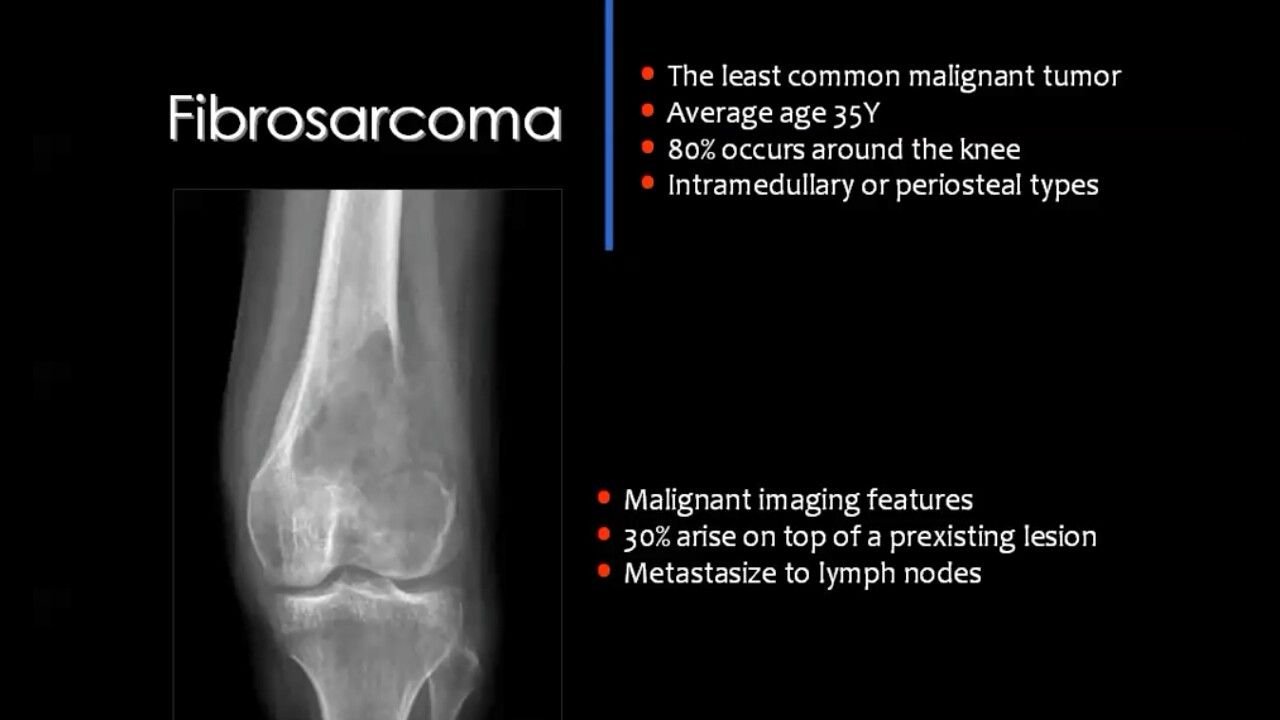 Fibrosarcoma
The least common malignant tumor
Average age 35Y
80% occurs around the knee
Intramedullary or periosteal types
Malignant imaging features
30% arise on top of a prexisting lesion
Metastasize to lymph nodes